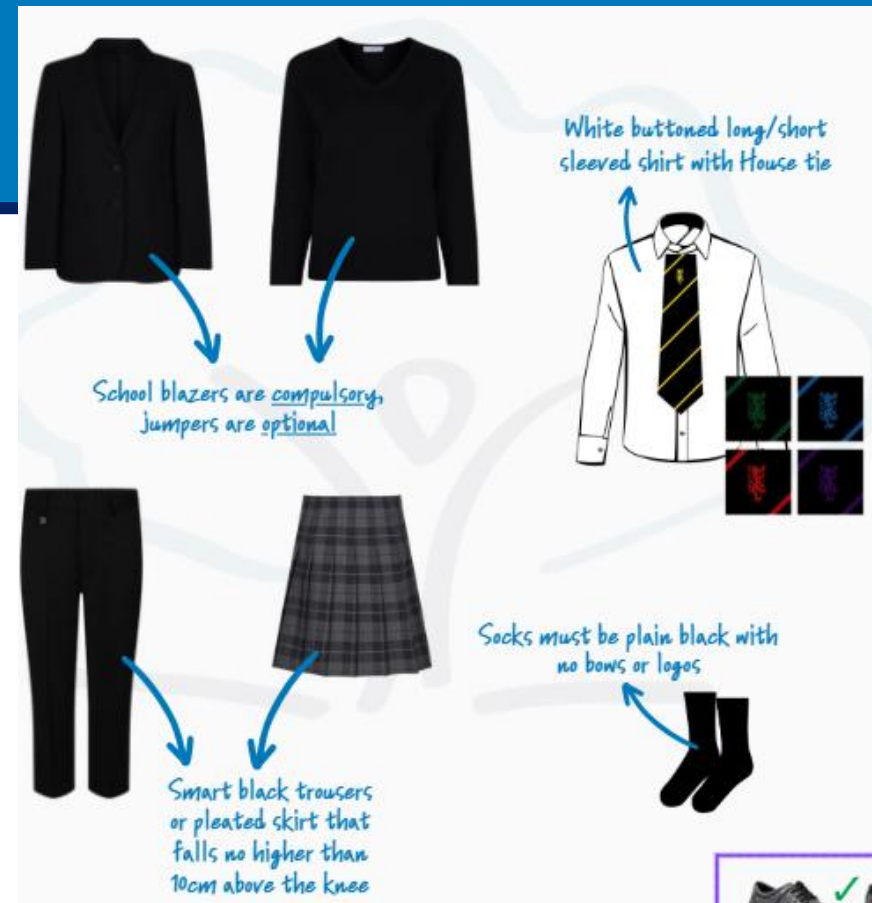 White buttoned long/short
sleeved shirt with House tie
School blazers are compulsory,
jumpers are optional
Socks must be plain black with
no bows or logos
Smart black trousers
or pleated skirt that
falls no higher than
10cm above the knee